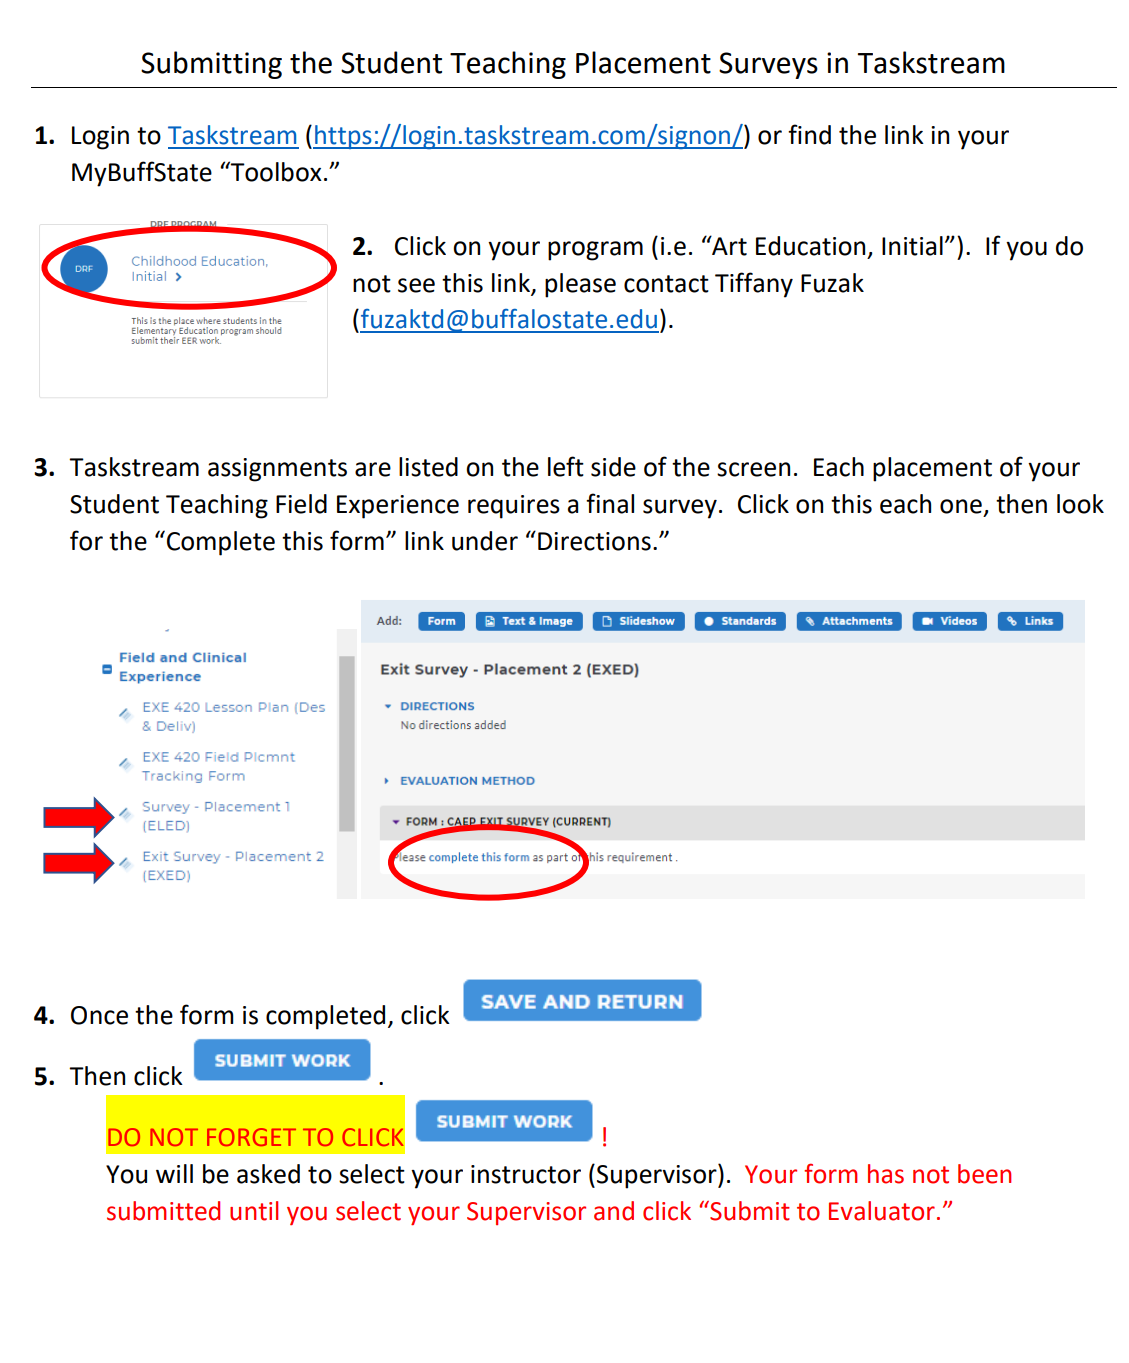 Submitting the Student Teaching Placement Surveys in Taskstream
1. Login to Taskstream (https://login.taskstream.com/signon/) or find the link in your
MyBuffState “Toolbox.”
DRF PROGRAM
DRF
Childhood Education,
Initial >
This is the place where students in the
Elementary Education program should
submit their EER work.
2. Click on your program (i.e. “Art Education, Initial”). If you do
not see this link, please contact Tiffany Fuzak
(fuzaktd@buffalostate.edu).
3. Taskstream assignments are listed on the left side of the screen. Each placement of your
Student Teaching Field Experience requires a final survey. Click on this each one, then look
for the “Complete this form” link under “Directions.”
Field and Clinical
Experience
EXE 420 Lesson Plan (Des
& Deliv)
EXE 420 Field Plcmnt
Tracking Form
Survey - Placement 1
(ELED)
Exit Survey - Placement 2
(EXED)
Add: Form Text & Image Slideshow Standards Attachments Videos Links
Exit Survey - Placement 2 (EXED)
DIRECTIONS
No directions added
EVALUATION METHOD
FORM : CAEP EXIT SURVEY (CURRENT)
Please complete this form as part of this requirement .
4. Once the form is completed, click SAVE AND RETURN
5. Then click SUBMIT WORK .
DO NOT FORGET TO CLICK SUBMIT WORK !
You will be asked to select your instructor (Supervisor). Your form has not been
submitted until you select your Supervisor and click “Submit to Evaluator.”